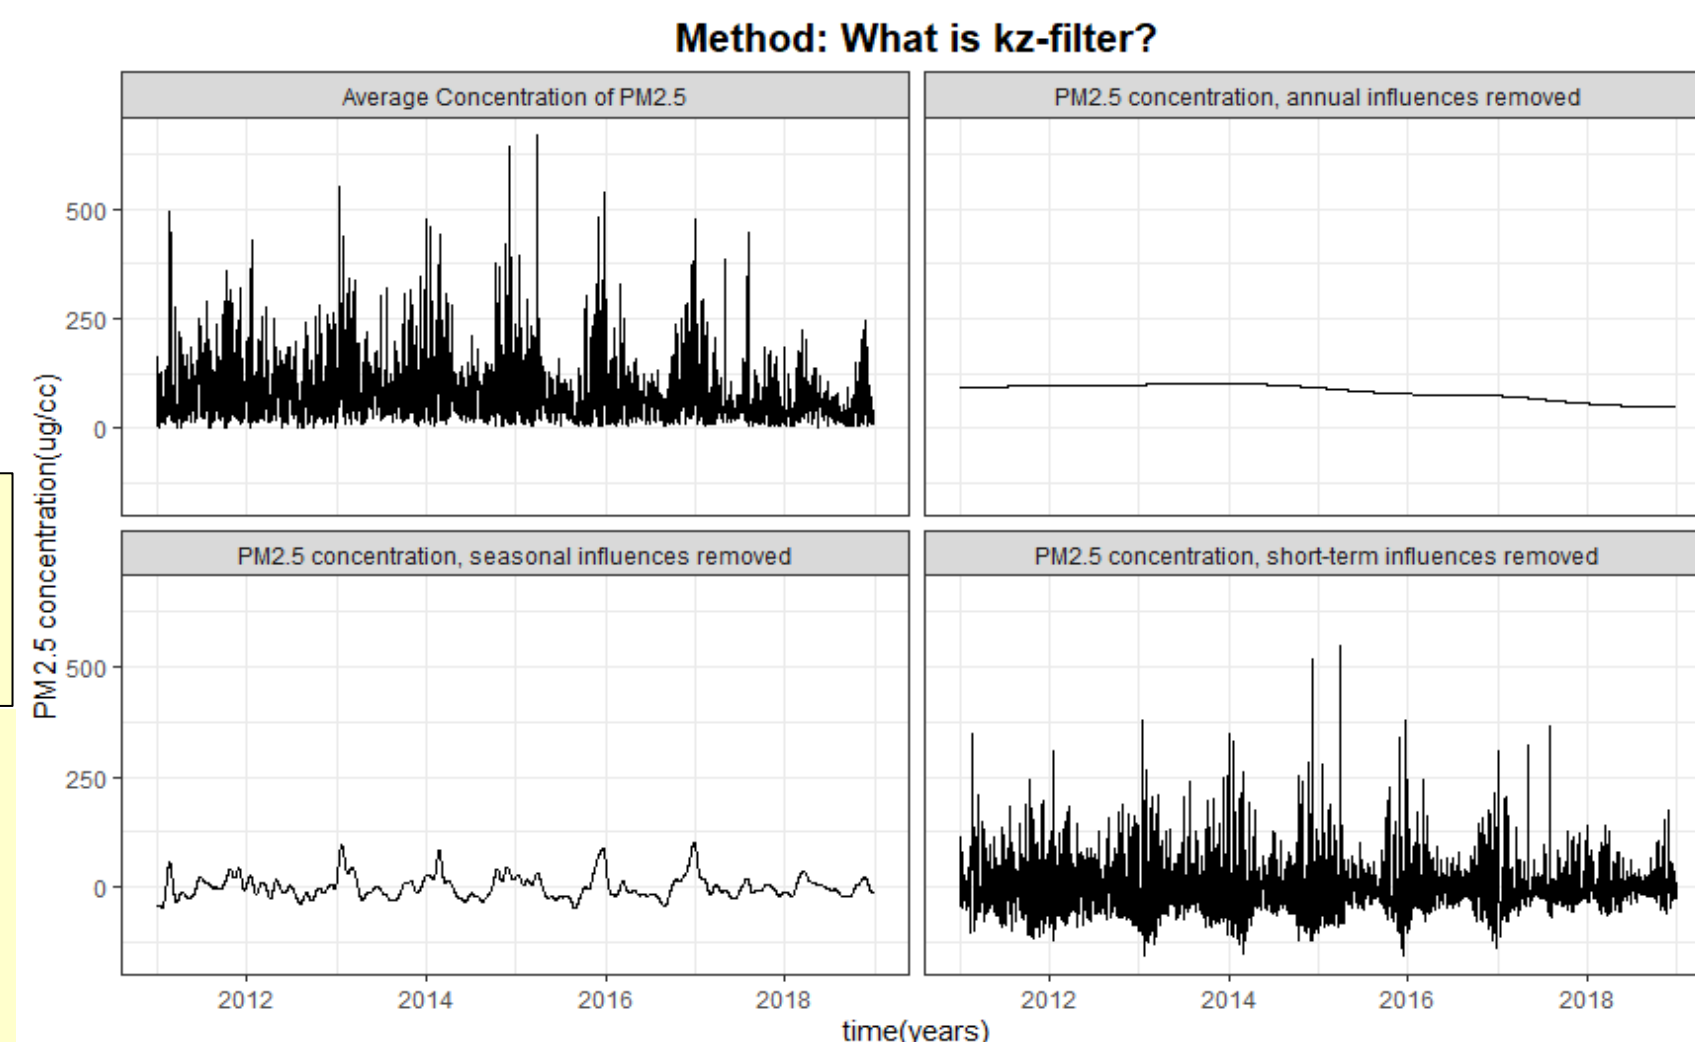 Method: What is kz-filter?
Average Concentration of PM2.5
PM2.5 concentration, annual influences removed
500
250
0
PM2.5 concentration, seasonal influences removed
PM2.5 concentration, short-term influences removed
500
250
0
PM2.5 concentration(ug/cc)
2012 2014 2016 2018 2012 2014 2016 2018
time(years)